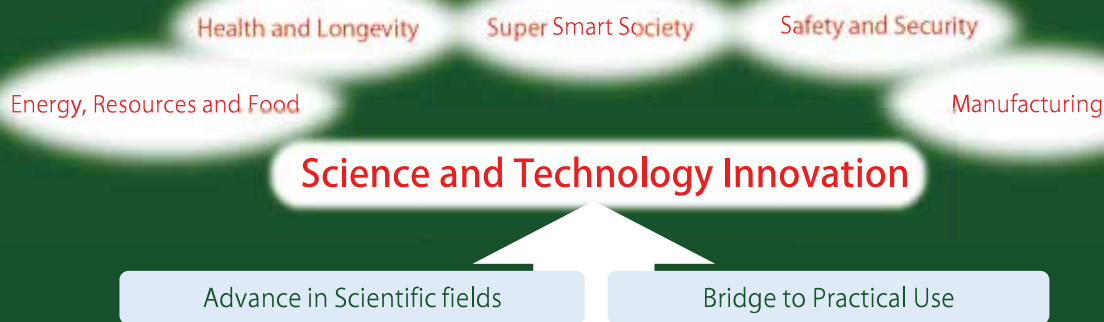 Health and Longevity
Super Smart Society
Safety and Security
Energy, Resources and Food
Manufacturing
Science and Technology Innovation
Advance in Scientific fields
Bridge to Practical Use